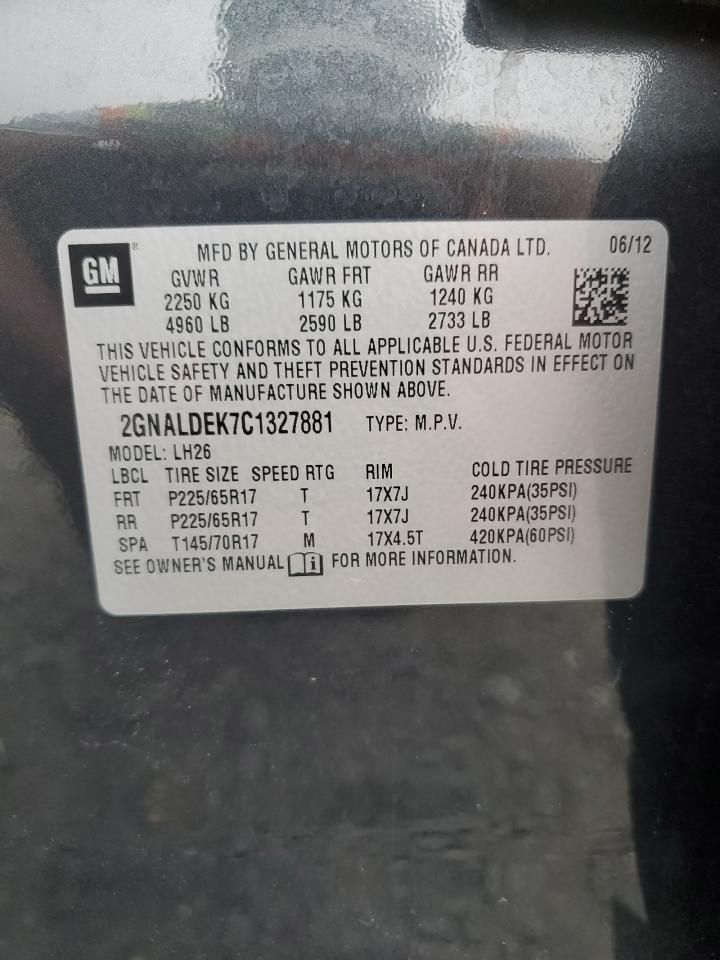 GM®
MFD BY GENERAL MOTORS OF CANADA LTD. 06/12
GVWR GAWR FRT GAWR RR
2250 KG 1175 KG 1240 KG
4960 LB 2590 LB 2733 LB
THIS VEHICLE CONFORMS TO ALL APPLICABLE U.S. FEDERAL MOTOR
VEHICLE SAFETY AND THEFT PREVENTION STANDARDS IN EFFECT ON
THE DATE OF MANUFACTURE SHOWN ABOVE.
2GNALDEK7C1327881 TYPE: M.P.V.
MODEL: LH26
LBCL TIRE SIZE SPEED RTG RIM COLD TIRE PRESSURE
FRT P225/65R17 T 17X7J 240KPA(35PSI)
RR P225/65R17 T 17X7J 240KPA(35PSI)
SPA T145/70R17 M 17X4.5T 420KPA(60PSI)
SEE OWNER'S MANUAL i FOR MORE INFORMATION.